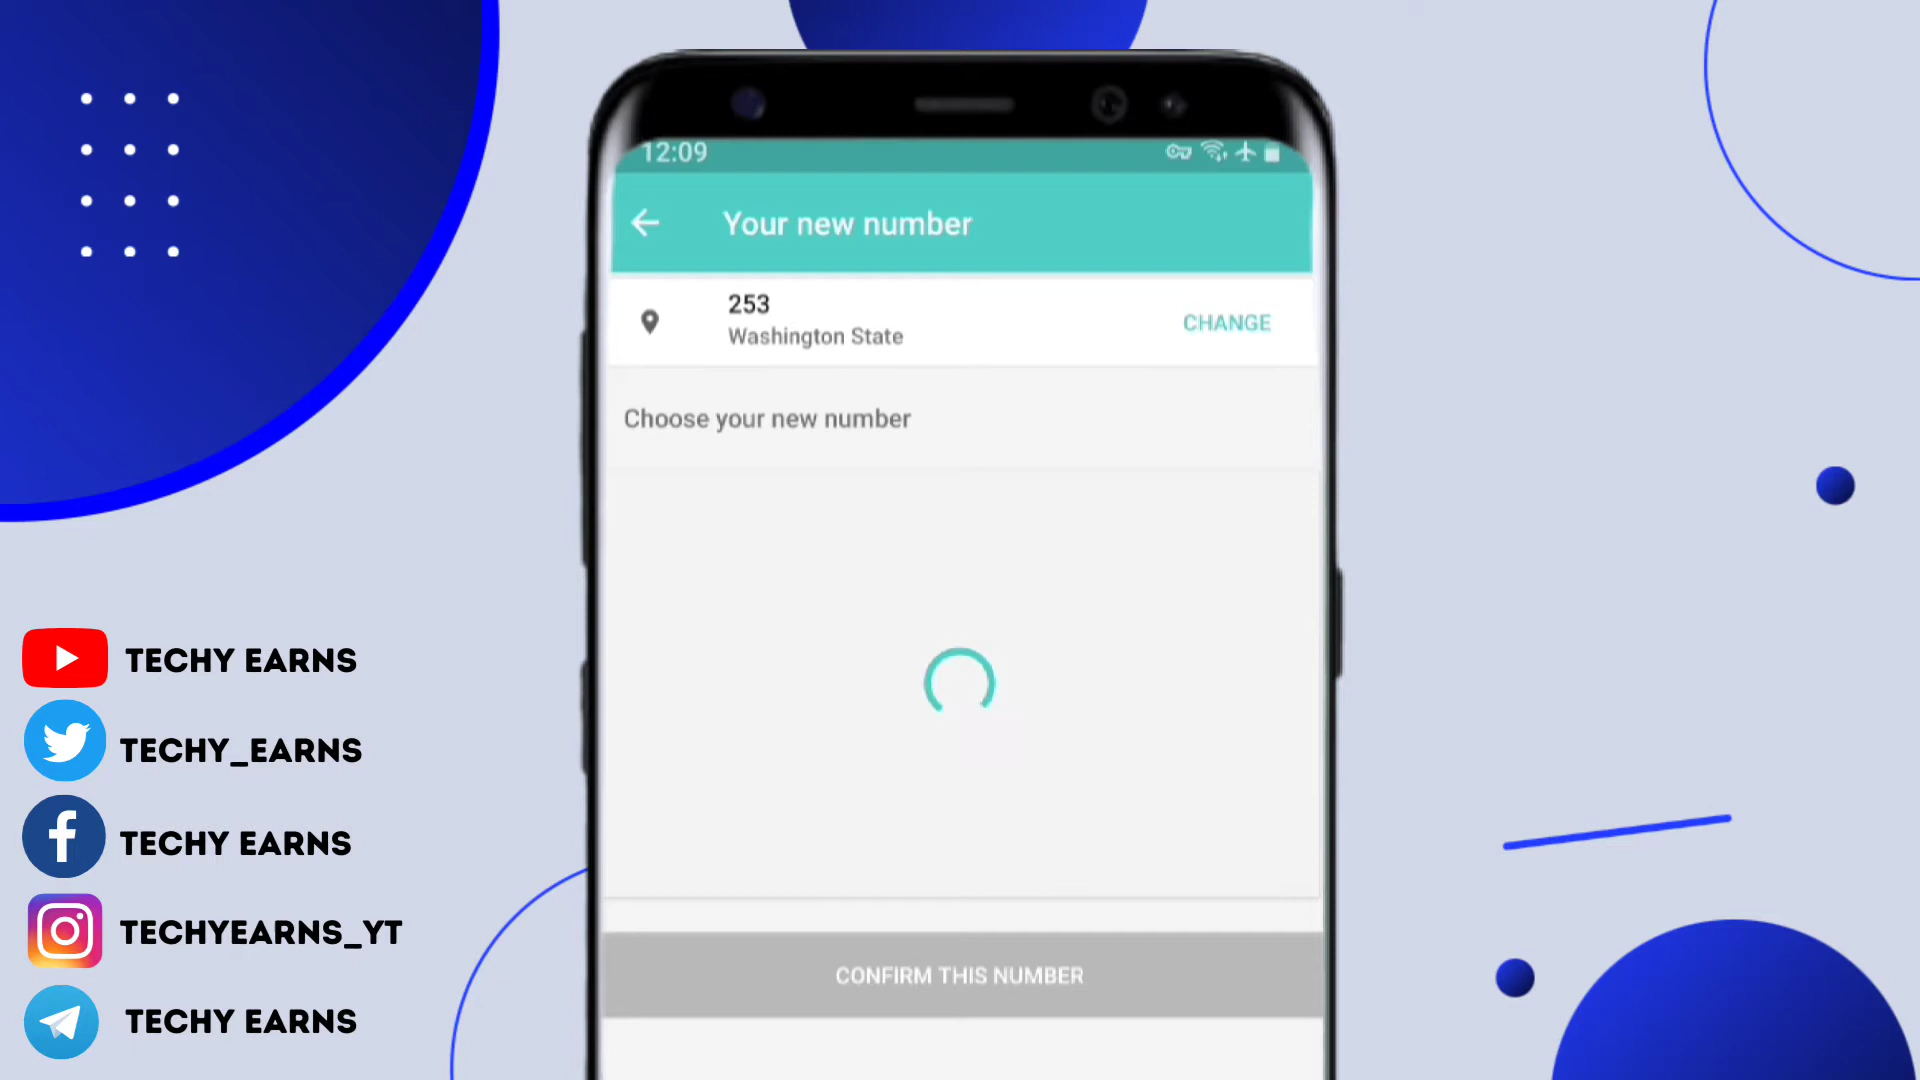 12:09
Your new number
253
Washington State
CHANGE
Choose your new number
CONFIRM THIS NUMBER
TECHY EARNS
TECHY_EARNS
TECHY EARNS
TECHYEARNS_YT
TECHY EARNS